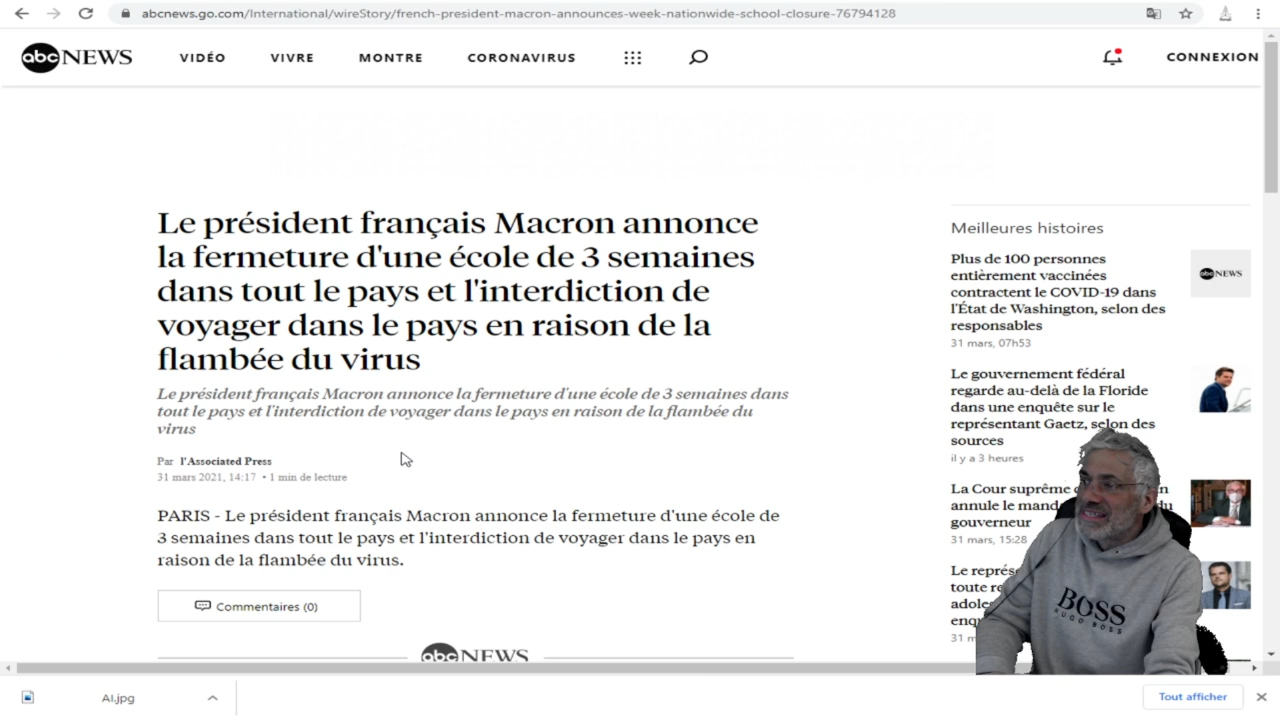 abcnews.go.com/International/wireStory/french-president-macron-announces-week-nationwide-school-closure-76794128
abc NEWS
VIDÉO
VIVRE
MONTRE
CORONAVIRUS
CONNEXION
Le président français Macron annonce
la fermeture d'une école de 3 semaines
dans tout le pays et l'interdiction de
voyager dans le pays en raison de la
flambée du virus
Le président français Macron annonce la fermeture d'une école de 3 semaines dans
tout le pays et l'interdiction de voyager dans le pays en raison de la flambée du
virus
Par l'Associated Press
31 mars 2021, 14:17 • 1 min de lecture
PARIS - Le président français Macron annonce la fermeture d'une école de
3 semaines dans tout le pays et l'interdiction de voyager dans le pays en
raison de la flambée du virus.
Commentaires (0)
abc NEWS
Meilleures histoires
Plus de 100 personnes
entièrement vaccinées
contractent le COVID-19 dans
l'État de Washington, selon des
responsables
31 mars, 07h53
abc NEWS
Le gouvernement fédéral
regarde au-delà de la Floride
dans une enquête sur le
représentant Gaetz, selon des
sources
il y a 3 heures
La Cour suprême
annule le du
gouverneur
31 mars, 15:28
Le
toute
BOSS
HUGO BOSS
AI.jpg
Tout afficher